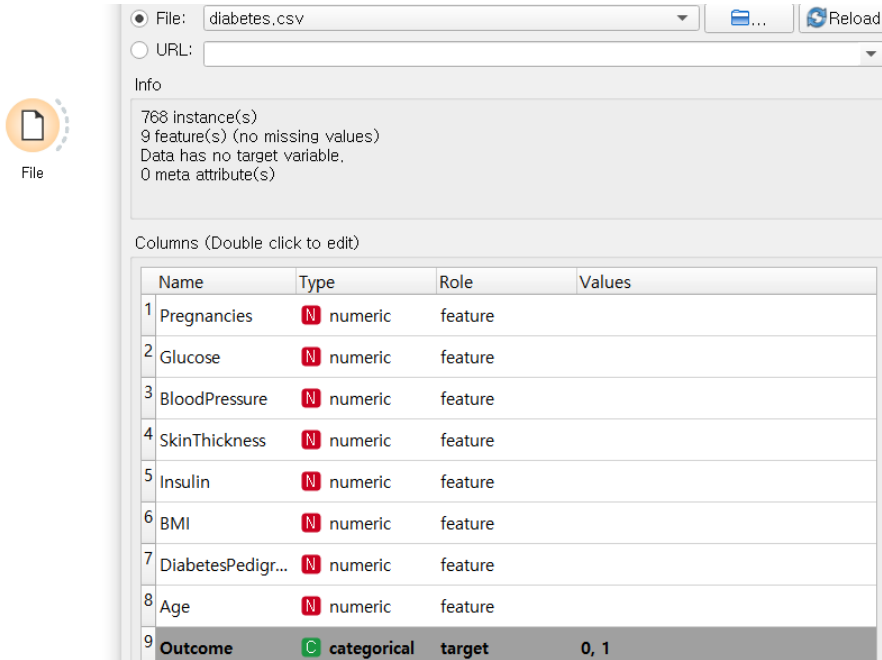 File: diabetes.csv ... Reload
URL:
Info
768 instance(s)
9 feature(s) (no missing values)
Data has no target variable.
0 meta attribute(s)
File
Columns (Double click to edit)
Name Type Role Values
1 Pregnancies N numeric feature
2 Glucose N numeric feature
3 BloodPressure N numeric feature
4 SkinThickness N numeric feature
5 Insulin N numeric feature
6 BMI N numeric feature
7 DiabetesPedigr... N numeric feature
8 Age N numeric feature
9 Outcome C categorical target 0, 1